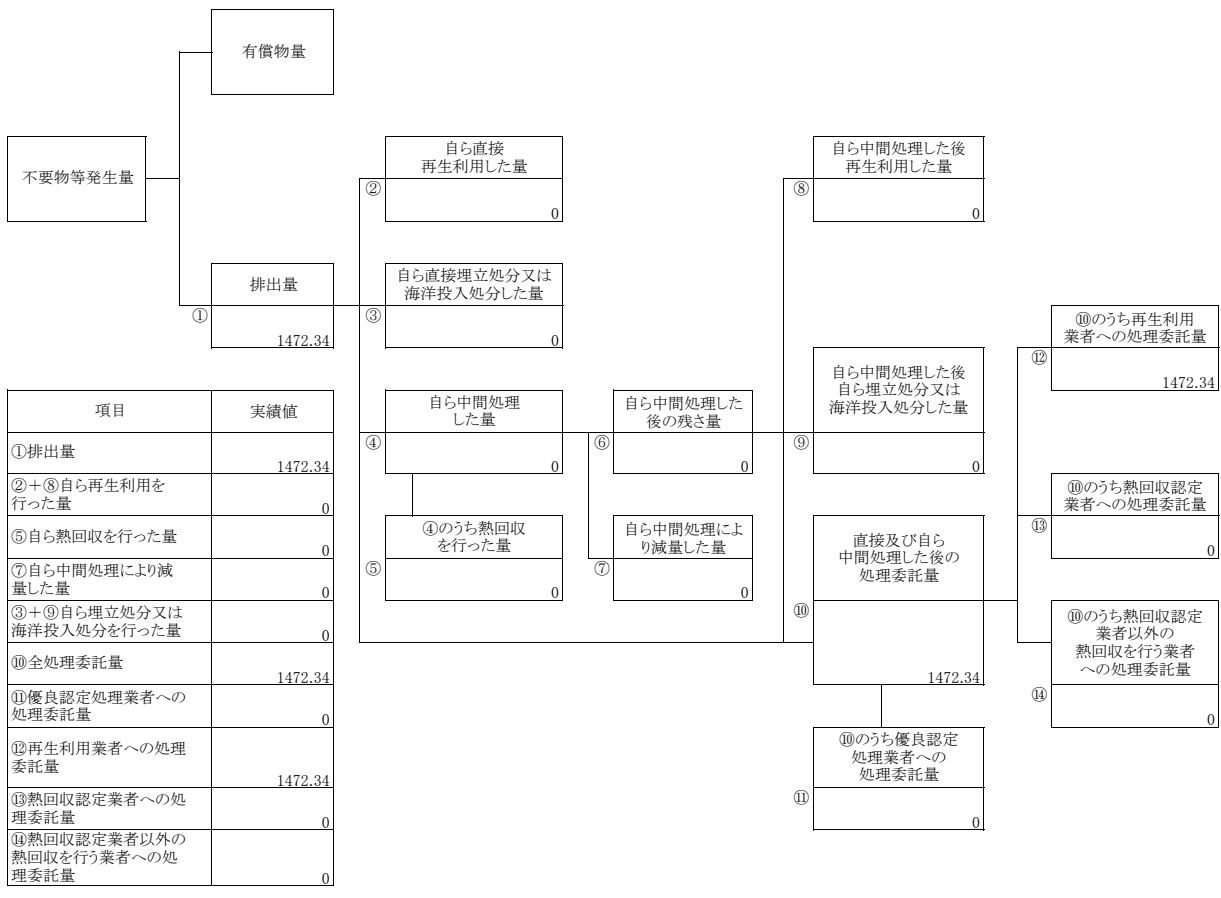 有償物量
不要物等発生量
自ら直接
再生利用した量
②
0
自ら中間処理した後
再生利用した量
⑧
0
排出量
①
1472.34
自ら直接埋立処分又は
海洋投入処分した量
③
0
⑩のうち再生利用
業者への処理委託量
⑫
1472.34
自ら中間処理
した量
④
0
自ら中間処理した
後の残さ量
⑥
0
自ら中間処理した後
自ら埋立処分又は
海洋投入処分した量
⑨
0
⑩のうち熱回収認定
業者への処理委託量
⑬
0
④のうち熱回収
を行った量
⑤
0
自ら中間処理によ
り減量した量
⑦
0
直接及び自ら
中間処理した後の
処理委託量
⑩
1472.34
⑩のうち熱回収認定
業者以外の
熱回収を行う業者
への処理委託量
⑭
0
⑩のうち優良認定
処理業者への
処理委託量
⑪
0
項目 実績値
①排出量
1472.34
②＋⑧自ら再生利用を
行った量
0
⑤自ら熱回収を行った量
0
⑦自ら中間処理により減
量した量
0
③＋⑨自ら埋立処分又は
海洋投入処分を行った量
0
⑩全処理委託量
1472.34
⑪優良認定処理業者への
処理委託量
0
⑫再生利用業者への処理
委託量
1472.34
⑬熱回収認定業者への処
理委託量
0
⑭熱回収認定業者以外の
熱回収を行う業者への処
理委託量
0